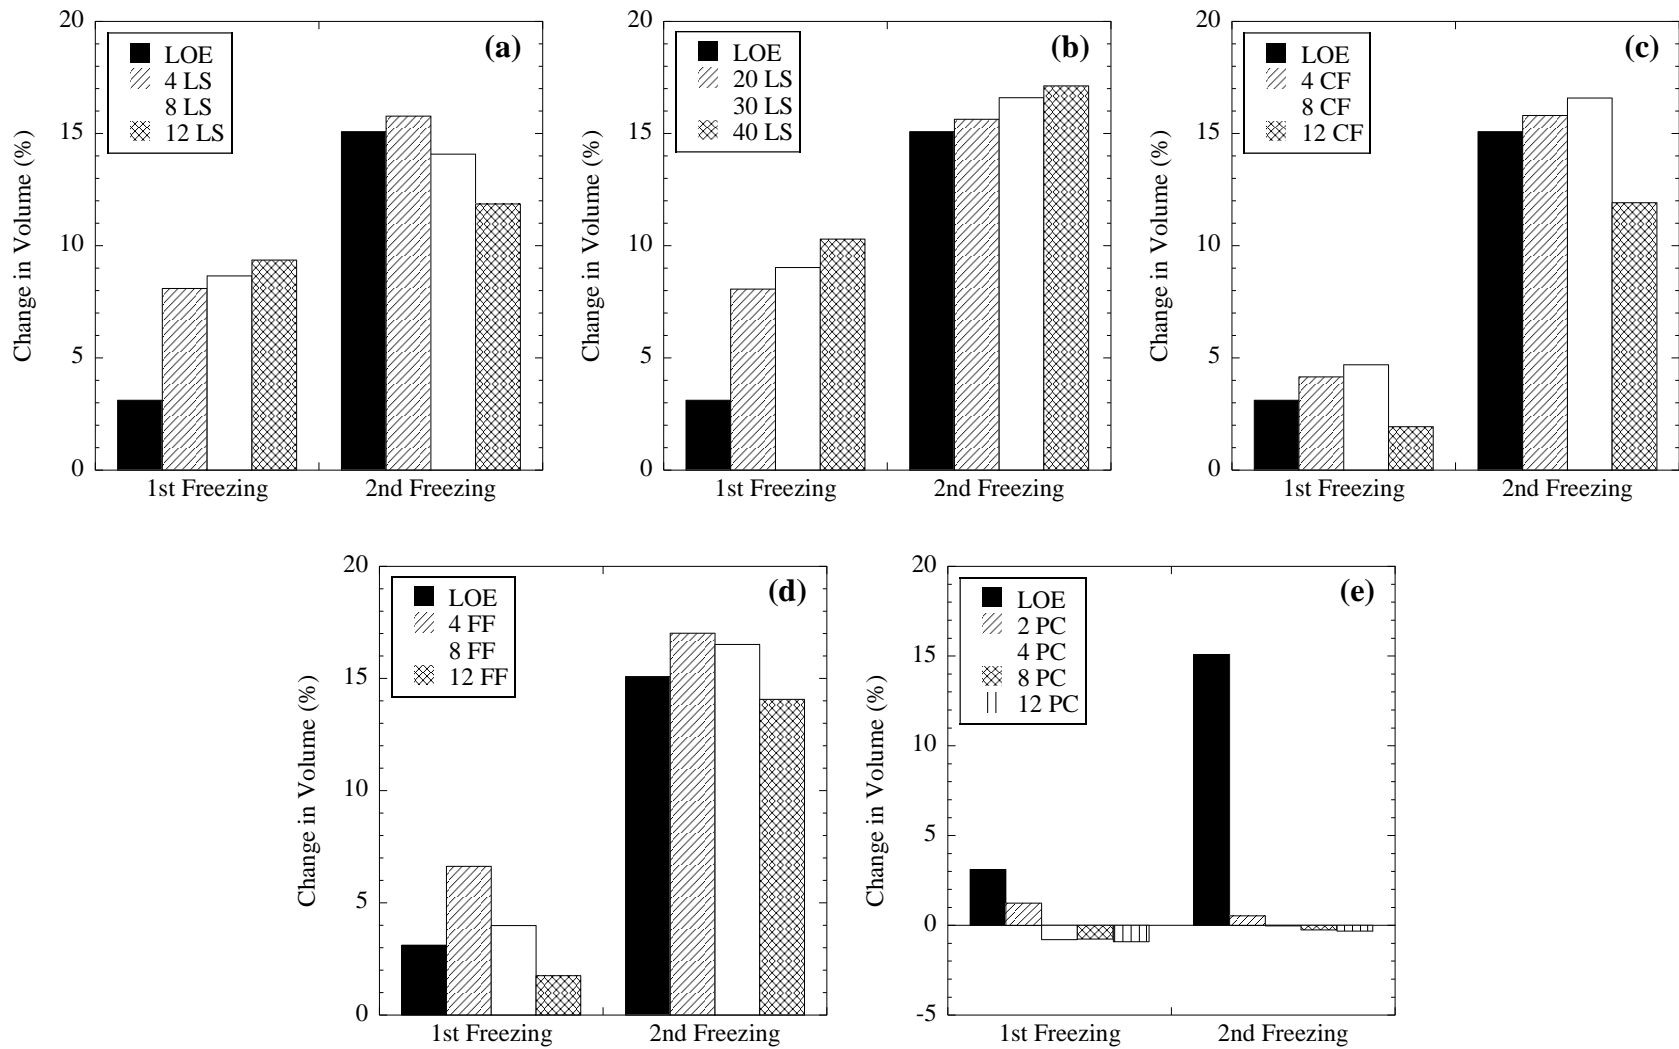 (a)
LOE
4 LS
8 LS
12 LS
20
15
10
5
0
Change in Volume (%)
1st Freezing
2nd Freezing
(b)
LOE
20 LS
30 LS
40 LS
20
15
10
5
0
Change in Volume (%)
1st Freezing
2nd Freezing
(c)
LOE
4 CF
8 CF
12 CF
20
15
10
5
0
Change in Volume (%)
1st Freezing
2nd Freezing
(d)
LOE
4 FF
8 FF
12 FF
20
15
10
5
0
Change in Volume (%)
1st Freezing
2nd Freezing
(e)
LOE
2 PC
4 PC
8 PC
12 PC
20
15
10
5
0
-5
Change in Volume (%)
1st Freezing
2nd Freezing